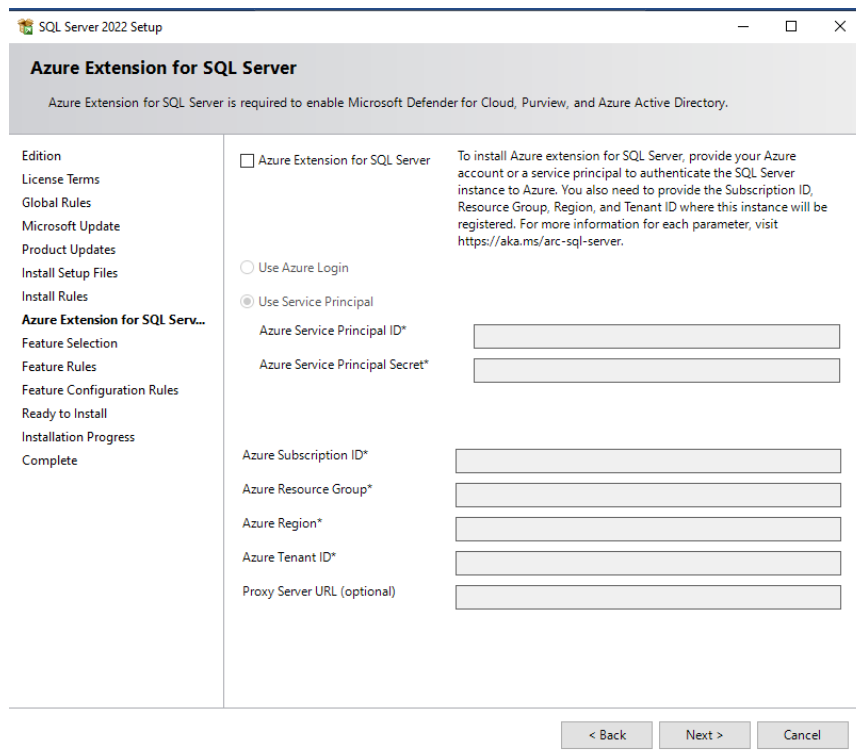 SQL Server 2022 Setup
Azure Extension for SQL Server
Azure Extension for SQL Server is required to enable Microsoft Defender for Cloud, Purview, and Azure Active Directory.
Edition
License Terms
Global Rules
Microsoft Update
Product Updates
Install Setup Files
Install Rules
Azure Extension for SQL Serv...
Feature Selection
Feature Rules
Feature Configuration Rules
Ready to Install
Installation Progress
Complete
Azure Extension for SQL Server
To install Azure extension for SQL Server, provide your Azure
account or a service principal to authenticate the SQL Server
instance to Azure. You also need to provide the Subscription ID,
Resource Group, Region, and Tenant ID where this instance will be
registered. For more information for each parameter, visit
https://aka.ms/arc-sql-server.
Use Azure Login
Use Service Principal
Azure Service Principal ID*
Azure Service Principal Secret*
Azure Subscription ID*
Azure Resource Group*
Azure Region*
Azure Tenant ID*
Proxy Server URL (optional)
< Back
Next >
Cancel